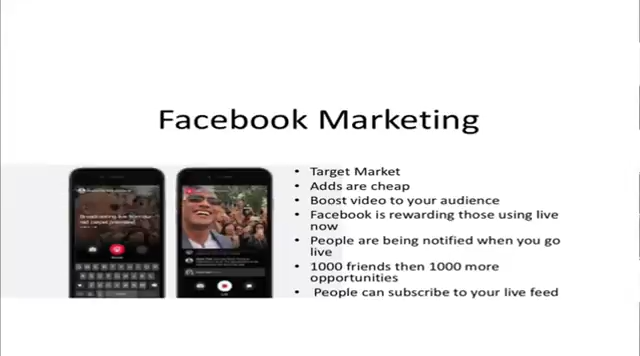 Facebook Marketing
• Target Market
• Adds are cheap
• Boost video to your audience
• Facebook is rewarding those using live
now
• People are being notified when you go
live
• 1000 friends then 1000 more
opportunities
• People can subscribe to your live feed